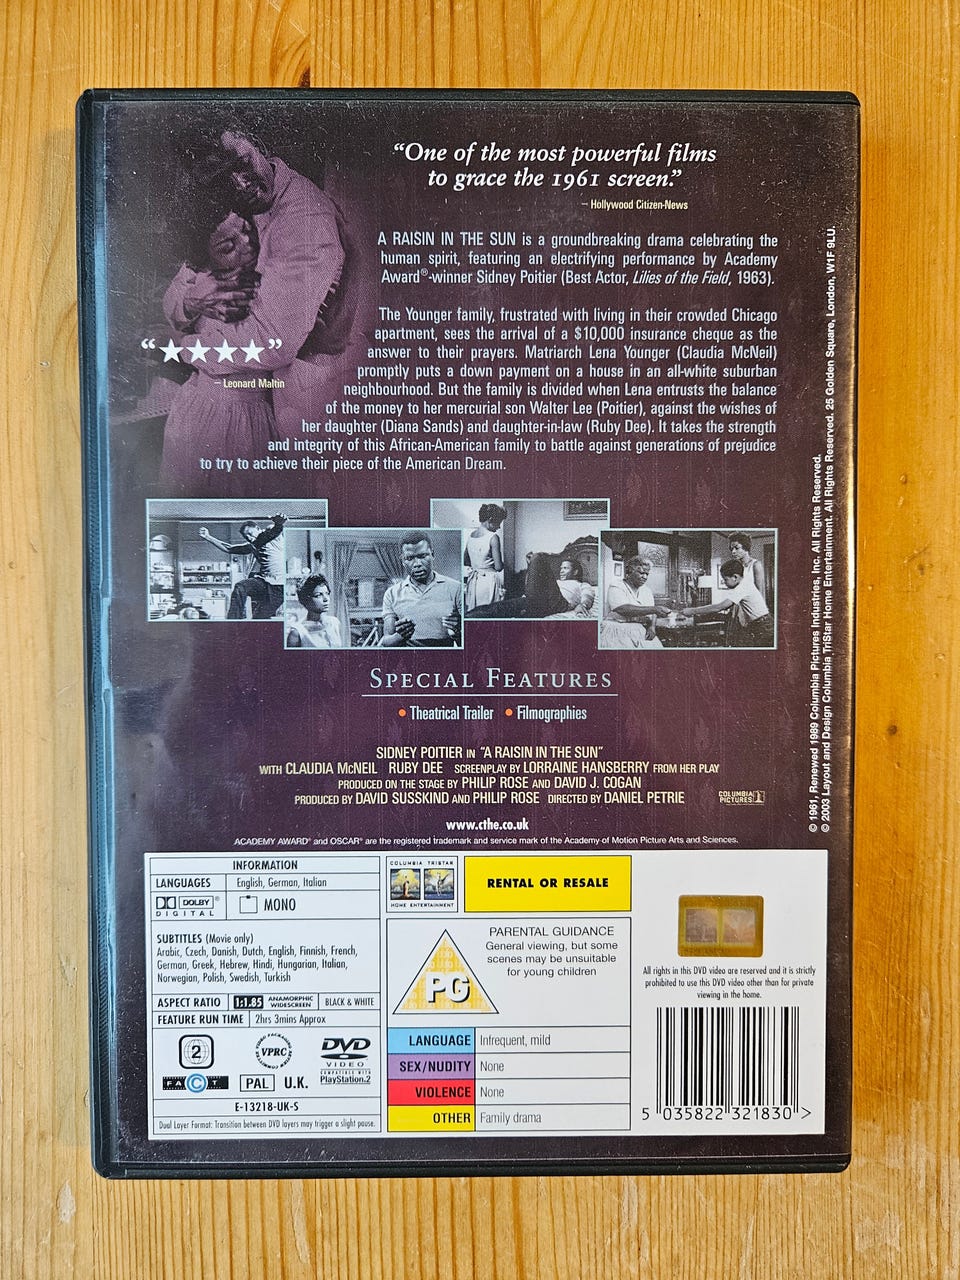 “One of the most powerful films
to grace the 1961 screen.”
– Hollywood Citizen-News
A RAISIN IN THE SUN is a groundbreaking drama celebrating the
human spirit, featuring an electrifying performance by Academy
Award®-winner Sidney Poitier (Best Actor, Lilies of the Field, 1963).
The Younger family, frustrated with living in their crowded Chicago
apartment, sees the arrival of a $10,000 insurance cheque as the
answer to their prayers. Matriarch Lena Younger (Claudia McNeil)
promptly puts a down payment on a house in an all-white suburban
neighbourhood. But the family is divided when Lena entrusts the balance
of the money to her mercurial son Walter Lee (Poitier), against the wishes of
her daughter (Diana Sands) and daughter-in-law (Ruby Dee). It takes the strength
and integrity of this African-American family to battle against generations of prejudice
to try to achieve their piece of the American Dream.
“★★★★”
– Leonard Maltin
SPECIAL FEATURES
• Theatrical Trailer • Filmographies
SIDNEY POITIER IN “A RAISIN IN THE SUN”
WITH CLAUDIA McNEIL RUBY DEE SCREENPLAY BY LORRAINE HANSBERRY FROM HER PLAY
PRODUCED ON THE STAGE BY PHILIP ROSE AND DAVID J. COGAN
PRODUCED BY DAVID SUSSKIND AND PHILIP ROSE DIRECTED BY DANIEL PETRIE
COLUMBIA
PICTURES
www.cthe.co.uk
ACADEMY AWARD® and OSCAR® are the registered trademark and service mark of the Academy of Motion Picture Arts and Sciences.
© 1961, Renewed 1989 Columbia Pictures Industries, Inc. All Rights Reserved.
© 2003 Layout and Design Columbia TriStar Home Entertainment. All Rights Reserved. 25 Golden Square, London, W1F 9LU.
INFORMATION
LANGUAGES English, German, Italian
DOLBY®
DIGITAL
MONO
SUBTITLES (Movie only)
Arabic, Czech, Danish, Dutch, English, Finnish, French,
German, Greek, Hebrew, Hindi, Hungarian, Italian,
Norwegian, Polish, Swedish, Turkish
ASPECT RATIO 1:1.85 ANAMORPHIC WIDESCREEN BLACK & WHITE
FEATURE RUN TIME 2hrs 3mins Approx
2
VPRC
DVD
VIDEO
COMPATIBLE WITH
PlayStation.2
FACT
PAL U.K.
E-13218-UK-S
Dual Layer Format: Transition between DVD layers may trigger a slight pause.
COLUMBIA TRISTAR
HOME ENTERTAINMENT
RENTAL OR RESALE
PARENTAL GUIDANCE
General viewing, but some
scenes may be unsuitable
for young children
PG
LANGUAGE Infrequent, mild
SEX/NUDITY None
VIOLENCE None
OTHER Family drama
All rights in this DVD video are reserved and it is strictly
prohibited to use this DVD video other than for private
viewing in the home.
5 035822 321830 >